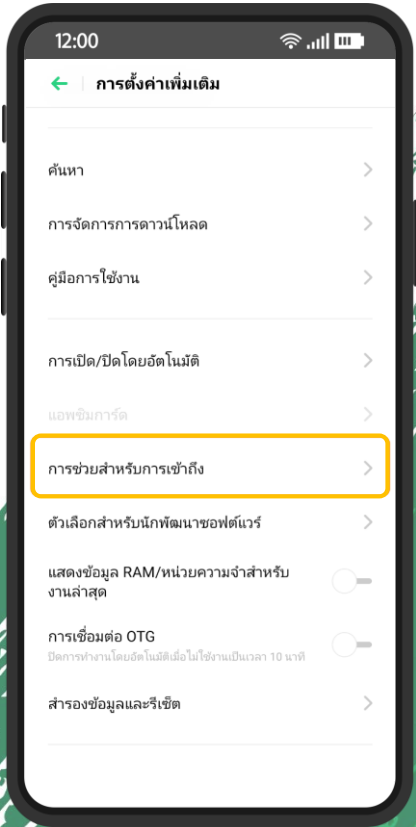 12:00
การตั้งค่าเพิ่มเติม
ค้นหา
การจัดการการดาวน์โหลด
คู่มือการใช้งาน
การเปิด/ปิดโดยอัตโนมัติ
แอพซิมการ์ด
การช่วยสำหรับการเข้าถึง
ตัวเลือกสำหรับนักพัฒนาซอฟต์แวร์
แสดงข้อมูล RAM/หน่วยความจำสำหรับ
งานล่าสุด
การเชื่อมต่อ OTG
ปิดการทำงานโดยอัตโนมัติเมื่อไม่ใช้งานเป็นเวลา 10 นาที
สำรองข้อมูลและรีเซ็ต